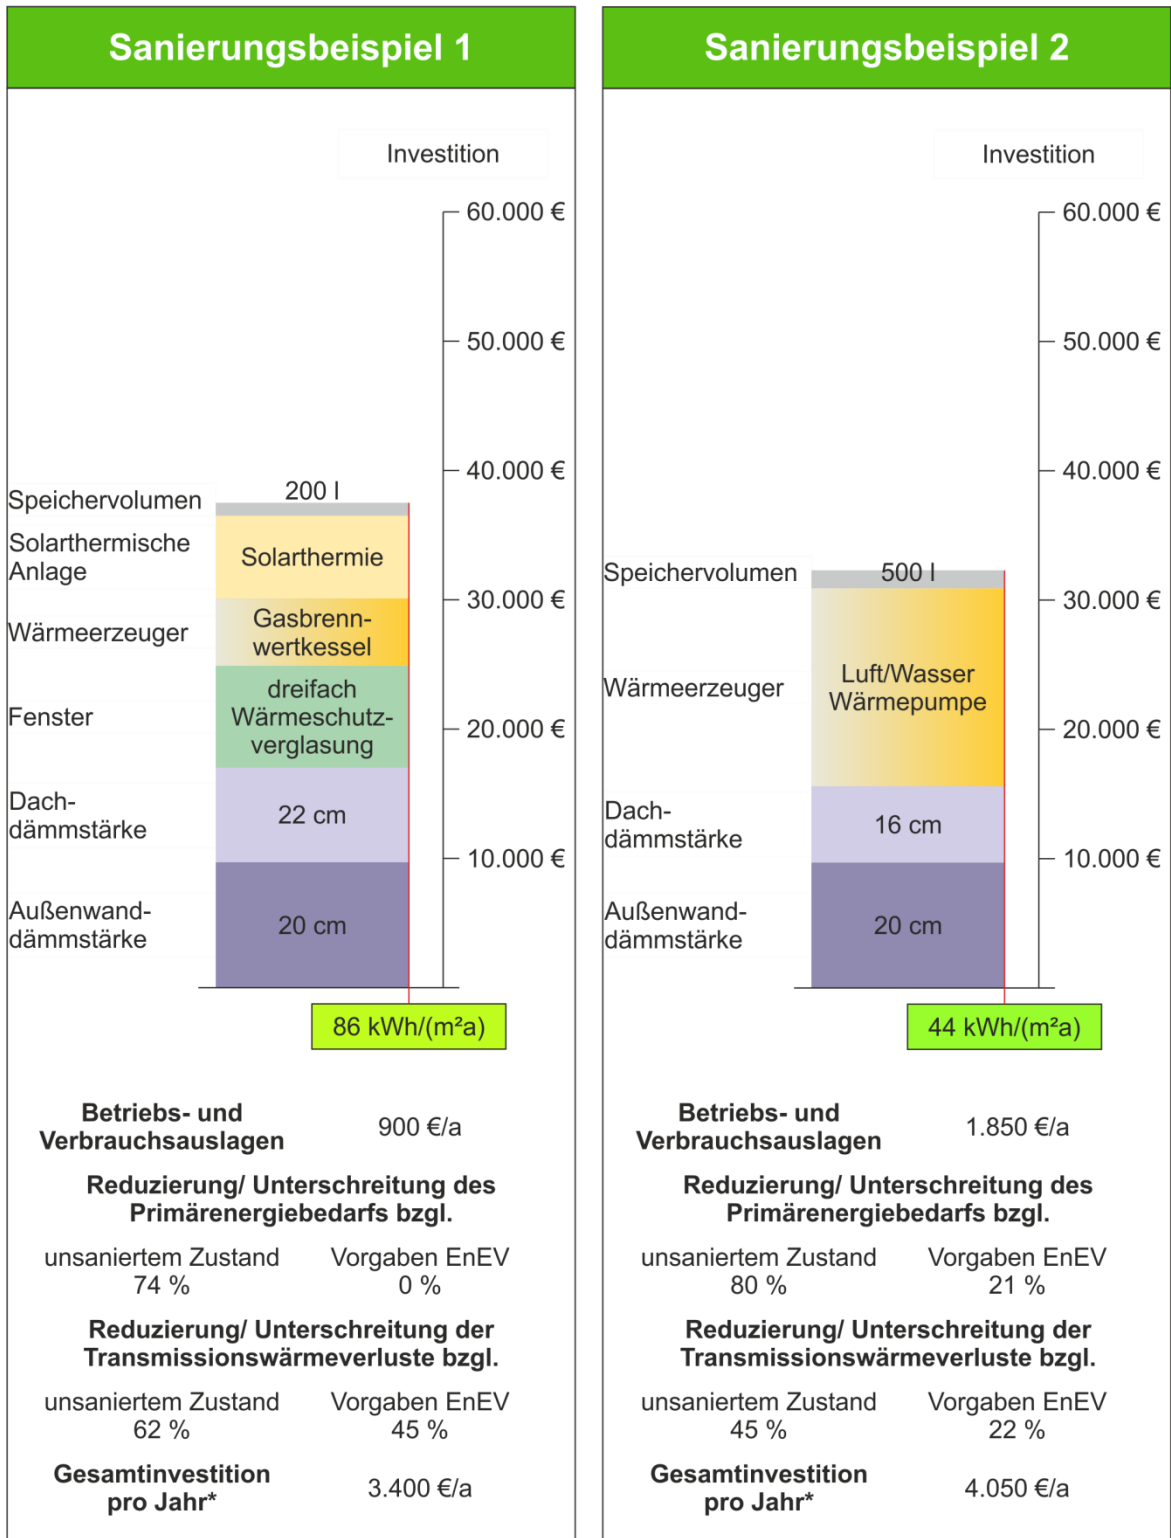 Sanierungsbeispiel 1
Investition
60.000 €
50.000 €
40.000 €
30.000 €
20.000 €
10.000 €
Speichervolumen
200 l
Solarthermische
Anlage
Solarthermie
Wärmeerzeuger
Gasbrenn-
wertkessel
Fenster
dreifach
Wärmeschutz-
verglasung
Dach-
dämmstärke
22 cm
Außenwand-
dämmstärke
20 cm
86 kWh/(m²a)
Betriebs- und
Verbrauchsauslagen
900 €/a
Reduzierung/ Unterschreitung des
Primärenergiebedarfs bzgl.
unsaniertem Zustand Vorgaben EnEV
74 % 0 %
Reduzierung/ Unterschreitung der
Transmissionswärmeverluste bzgl.
unsaniertem Zustand Vorgaben EnEV
62 % 45 %
Gesamtinvestition
pro Jahr*
3.400 €/a
Sanierungsbeispiel 2
Investition
60.000 €
50.000 €
40.000 €
30.000 €
20.000 €
10.000 €
Speichervolumen
500 l
Wärmeerzeuger
Luft/Wasser
Wärmepumpe
Dach-
dämmstärke
16 cm
Außenwand-
dämmstärke
20 cm
44 kWh/(m²a)
Betriebs- und
Verbrauchsauslagen
1.850 €/a
Reduzierung/ Unterschreitung des
Primärenergiebedarfs bzgl.
unsaniertem Zustand Vorgaben EnEV
80 % 21 %
Reduzierung/ Unterschreitung der
Transmissionswärmeverluste bzgl.
unsaniertem Zustand Vorgaben EnEV
45 % 22 %
Gesamtinvestition
pro Jahr*
4.050 €/a